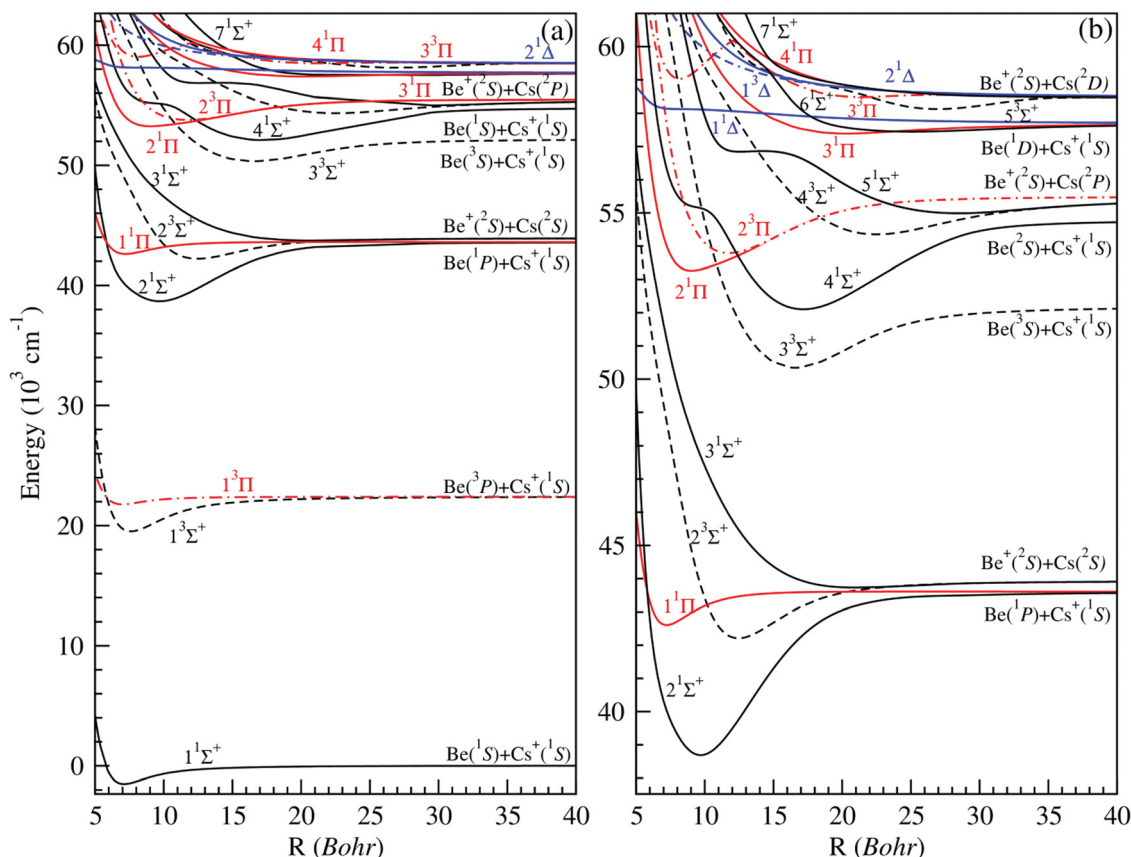 (a)
7¹Σ⁺
4¹Π
3³Π
2¹Δ
60
3¹Π
Be⁺(²S)+Cs(²P)
2³Π
2¹Π
4¹Σ⁺
Be(¹S)+Cs⁺(¹S)
3³Σ⁺
Be(³S)+Cs⁺(¹S)
50
3¹Σ⁺
2³Σ⁺
1¹Π
Be⁺(²S)+Cs(²S)
Be(¹P)+Cs⁺(¹S)
2¹Σ⁺
40
30
1³Π
Be(³P)+Cs⁺(¹S)
1³Σ⁺
20
10
1¹Σ⁺
Be(¹S)+Cs⁺(¹S)
0
Energy (10³ cm⁻¹)
5 10 15 20 25 30 35 40
R (Bohr)
(b)
7¹Σ⁺
4¹Π
2¹Δ
60
1³Δ
6¹Σ⁺
3³Π
Be⁺(²S)+Cs(²D)
5³Σ⁺
1¹Δ
3¹Π
Be(¹D)+Cs⁺(¹S)
4³Σ⁺
5¹Σ⁺
Be⁺(²S)+Cs(²P)
55
2³Π
2¹Π
4¹Σ⁺
Be(²S)+Cs⁺(¹S)
3³Σ⁺
Be(³S)+Cs⁺(¹S)
50
3¹Σ⁺
2³Σ⁺
45
1¹Π
Be⁺(²S)+Cs(²S)
Be(¹P)+Cs⁺(¹S)
2¹Σ⁺
40
5 10 15 20 25 30 35 40
R (Bohr)